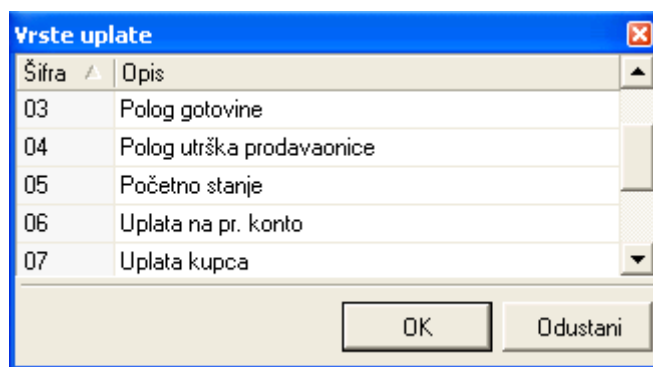 Vrste uplate
Šifra Opis
03 Polog gotovine
04 Polog utrška prodavaonice
05 Početno stanje
06 Uplata na pr. konto
07 Uplata kupca
OK Odustani